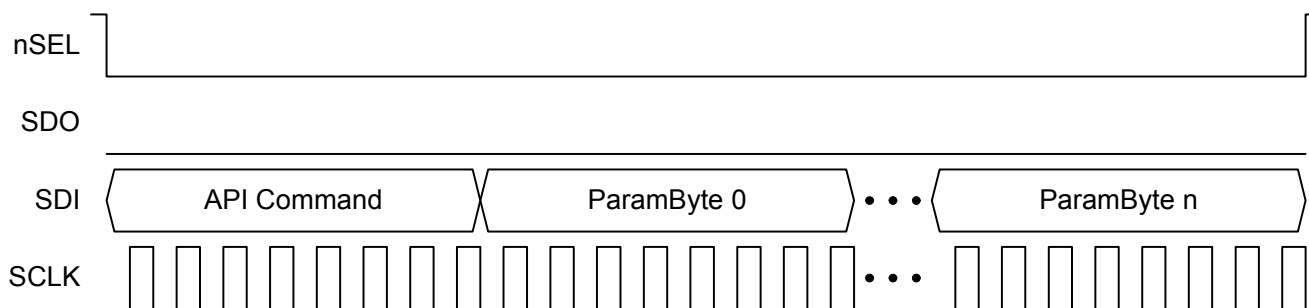 nSEL
SDO
SDI API Command ParamByte 0 ParamByte n
SCLK